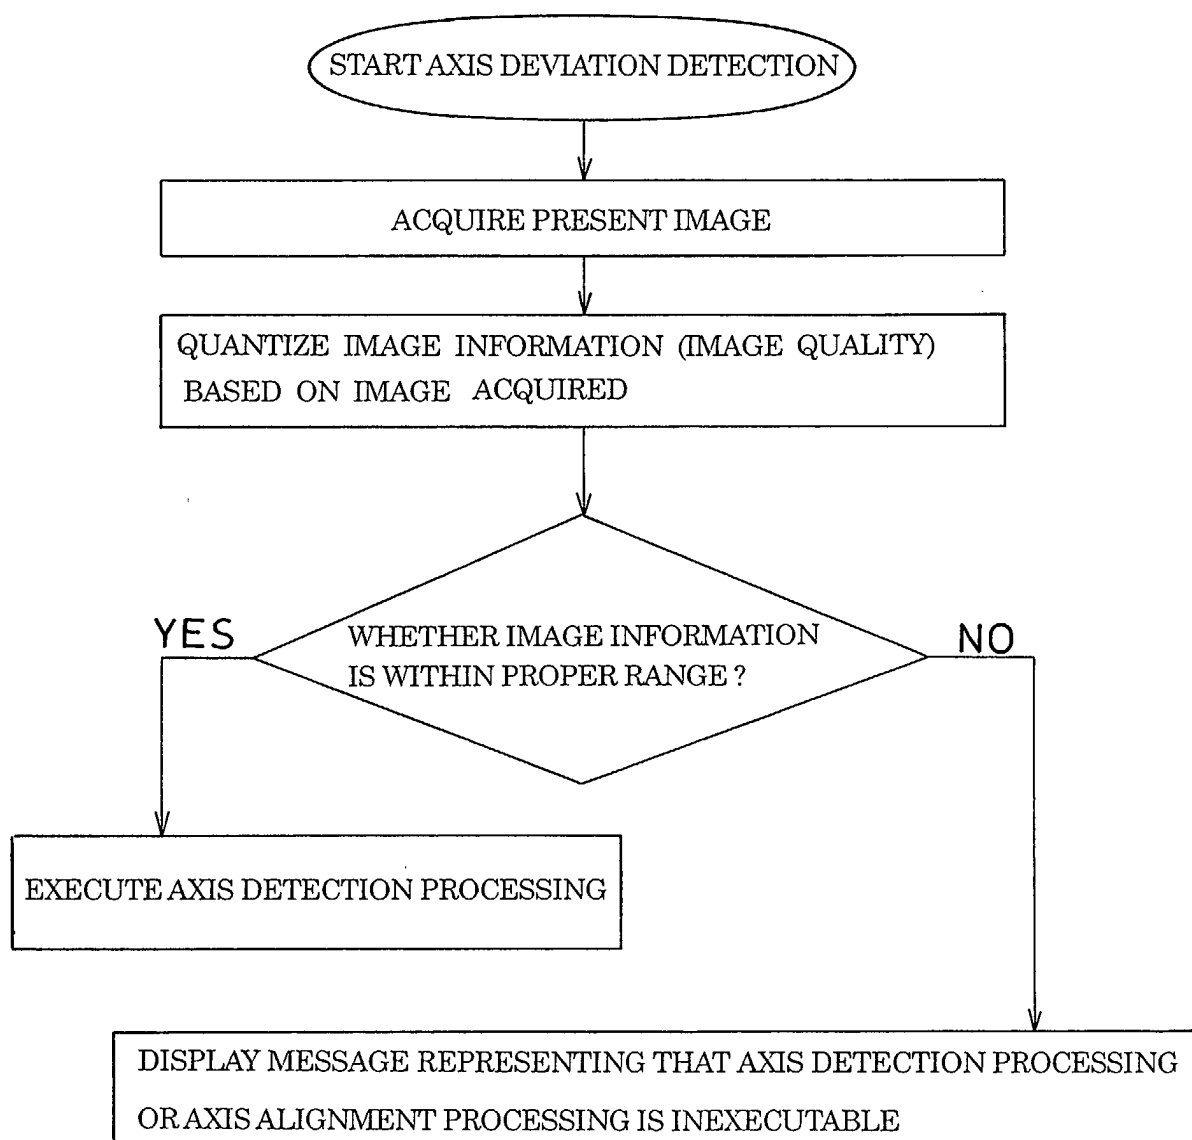 START AXIS DEVIATION DETECTION
ACQUIRE PRESENT IMAGE
QUANTIZE IMAGE INFORMATION (IMAGE QUALITY)
BASED ON IMAGE ACQUIRED
YES
WHETHER IMAGE INFORMATION
IS WITHIN PROPER RANGE ?
NO
EXECUTE AXIS DETECTION PROCESSING
DISPLAY MESSAGE REPRESENTING THAT AXIS DETECTION PROCESSING
OR AXIS ALIGNMENT PROCESSING IS INEXECUTABLE